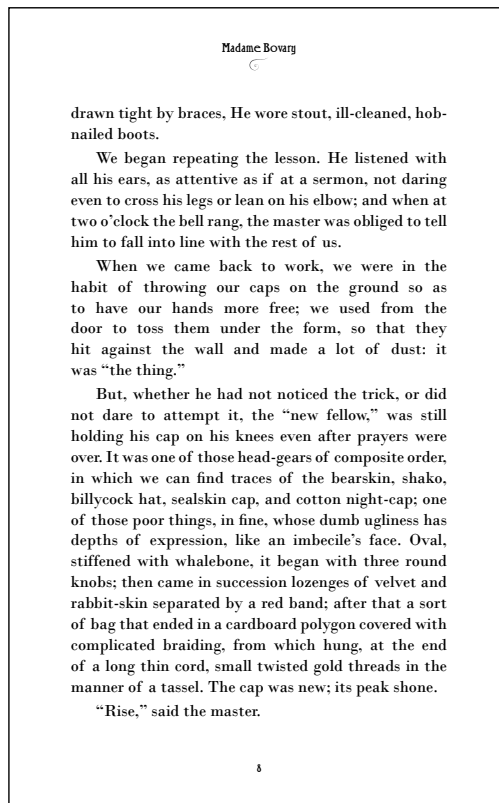 Madame Bovary
drawn tight by braces, He wore stout, ill-cleaned, hob-
nailed boots.
We began repeating the lesson. He listened with
all his ears, as attentive as if at a sermon, not daring
even to cross his legs or lean on his elbow; and when at
two o’clock the bell rang, the master was obliged to tell
him to fall into line with the rest of us.
When we came back to work, we were in the
habit of throwing our caps on the ground so as
to have our hands more free; we used from the
door to toss them under the form, so that they
hit against the wall and made a lot of dust: it
was “the thing.”
But, whether he had not noticed the trick, or did
not dare to attempt it, the “new fellow,” was still
holding his cap on his knees even after prayers were
over. It was one of those head-gears of composite order,
in which we can find traces of the bearskin, shako,
billycock hat, sealskin cap, and cotton night-cap; one
of those poor things, in fine, whose dumb ugliness has
depths of expression, like an imbecile’s face. Oval,
stiffened with whalebone, it began with three round
knobs; then came in succession lozenges of velvet and
rabbit-skin separated by a red band; after that a sort
of bag that ended in a cardboard polygon covered with
complicated braiding, from which hung, at the end
of a long thin cord, small twisted gold threads in the
manner of a tassel. The cap was new; its peak shone.
“Rise,” said the master.
8